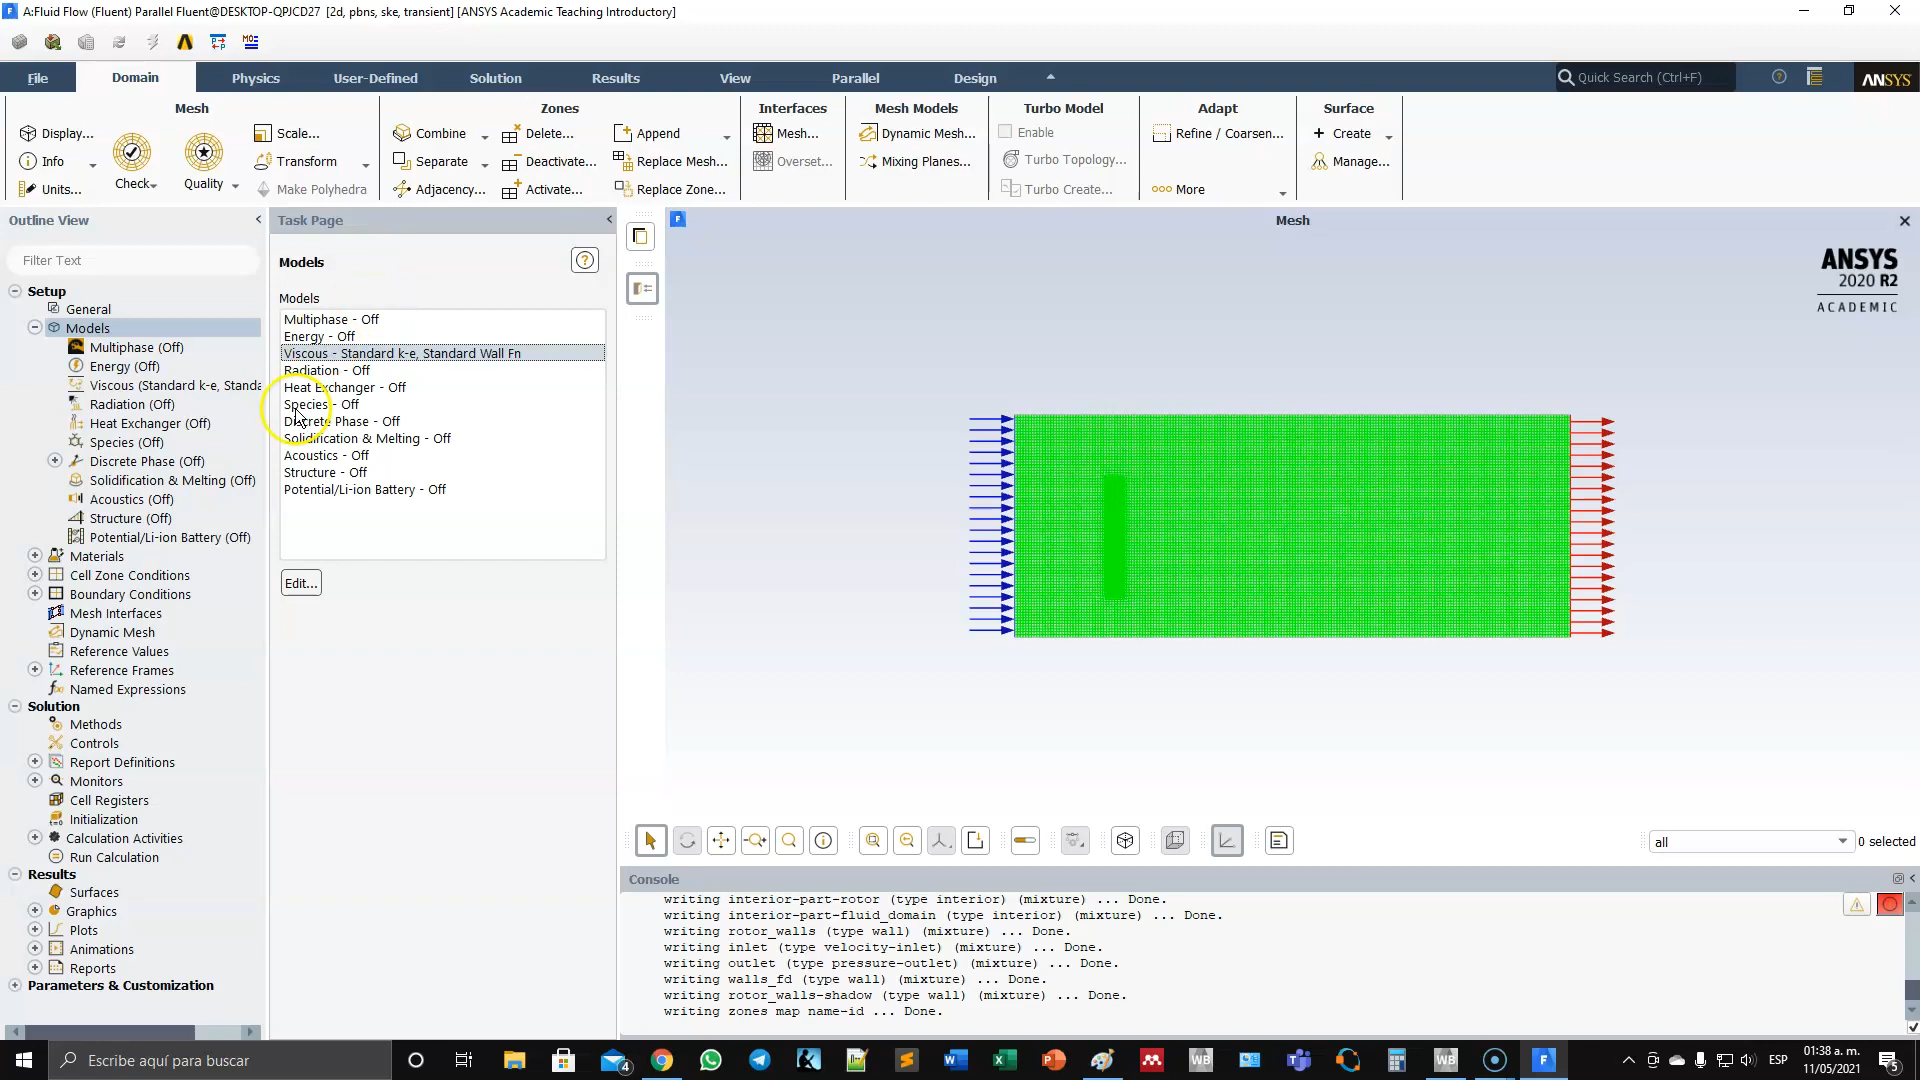 A:Fluid Flow (Fluent) Parallel Fluent@DESKTOP-QPJCD27 [2d, pbns, ske, transient] [ANSYS Academic Teaching Introductory]
File Domain Physics User-Defined Solution Results View Parallel Design Quick Search (Ctrl+F) ANSYS
Mesh Zones Interfaces Mesh Models Turbo Model Adapt Surface
Display... Scale... Combine Delete... Append Mesh... Dynamic Mesh... Enable Refine / Coarsen... Create
Info Transform Separate Deactivate... Replace Mesh... Overset... Mixing Planes... Turbo Topology... Manage...
Check Quality
Units... Make Polyhedra Adjacency... Activate... Replace Zone... Turbo Create... More
Outline View
Filter Text
Setup
General
Models
Multiphase (Off)
Energy (Off)
Viscous (Standard k-e, Standa
Radiation (Off)
Heat Exchanger (Off)
Species (Off)
Discrete Phase (Off)
Solidification & Melting (Off)
Acoustics (Off)
Structure (Off)
Potential/Li-ion Battery (Off)
Materials
Cell Zone Conditions
Boundary Conditions
Mesh Interfaces
Dynamic Mesh
Reference Values
Reference Frames
Named Expressions
Solution
Methods
Controls
Report Definitions
Monitors
Cell Registers
Initialization
Calculation Activities
Run Calculation
Results
Surfaces
Graphics
Plots
Animations
Reports
Parameters & Customization
Task Page
Models
Models
Multiphase - Off
Energy - Off
Viscous - Standard k-e, Standard Wall Fn
Radiation - Off
Heat Exchanger - Off
Species - Off
Discrete Phase - Off
Solidification & Melting - Off
Acoustics - Off
Structure - Off
Potential/Li-ion Battery - Off
Edit...
Mesh
ANSYS
2020 R2
ACADEMIC
all 0 selected
Console
writing interior-part-rotor (type interior) (mixture) ... Done.
writing interior-part-fluid_domain (type interior) (mixture) ... Done.
writing rotor_walls (type wall) (mixture) ... Done.
writing inlet (type velocity-inlet) (mixture) ... Done.
writing outlet (type pressure-outlet) (mixture) ... Done.
writing walls_fd (type wall) (mixture) ... Done.
writing rotor_walls-shadow (type wall) (mixture) ... Done.
writing zones map name-id ... Done.
Escribe aquí para buscar
4
ESP
01:38 a. m.
11/05/2021
5